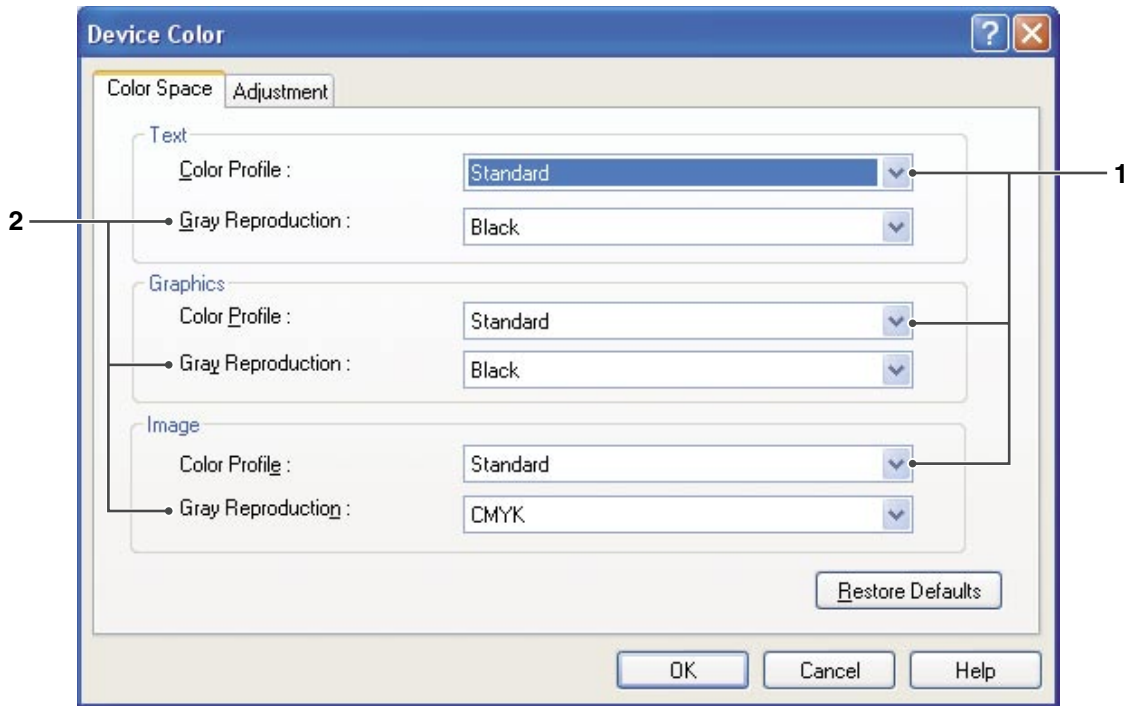 Device Color
Color Space Adjustment
Text
Color Profile : Standard 1
2 Gray Reproduction : Black
Graphics
Color Profile : Standard
Gray Reproduction : Black
Image
Color Profile : Standard
Gray Reproduction : CMYK
Restore Defaults
OK Cancel Help